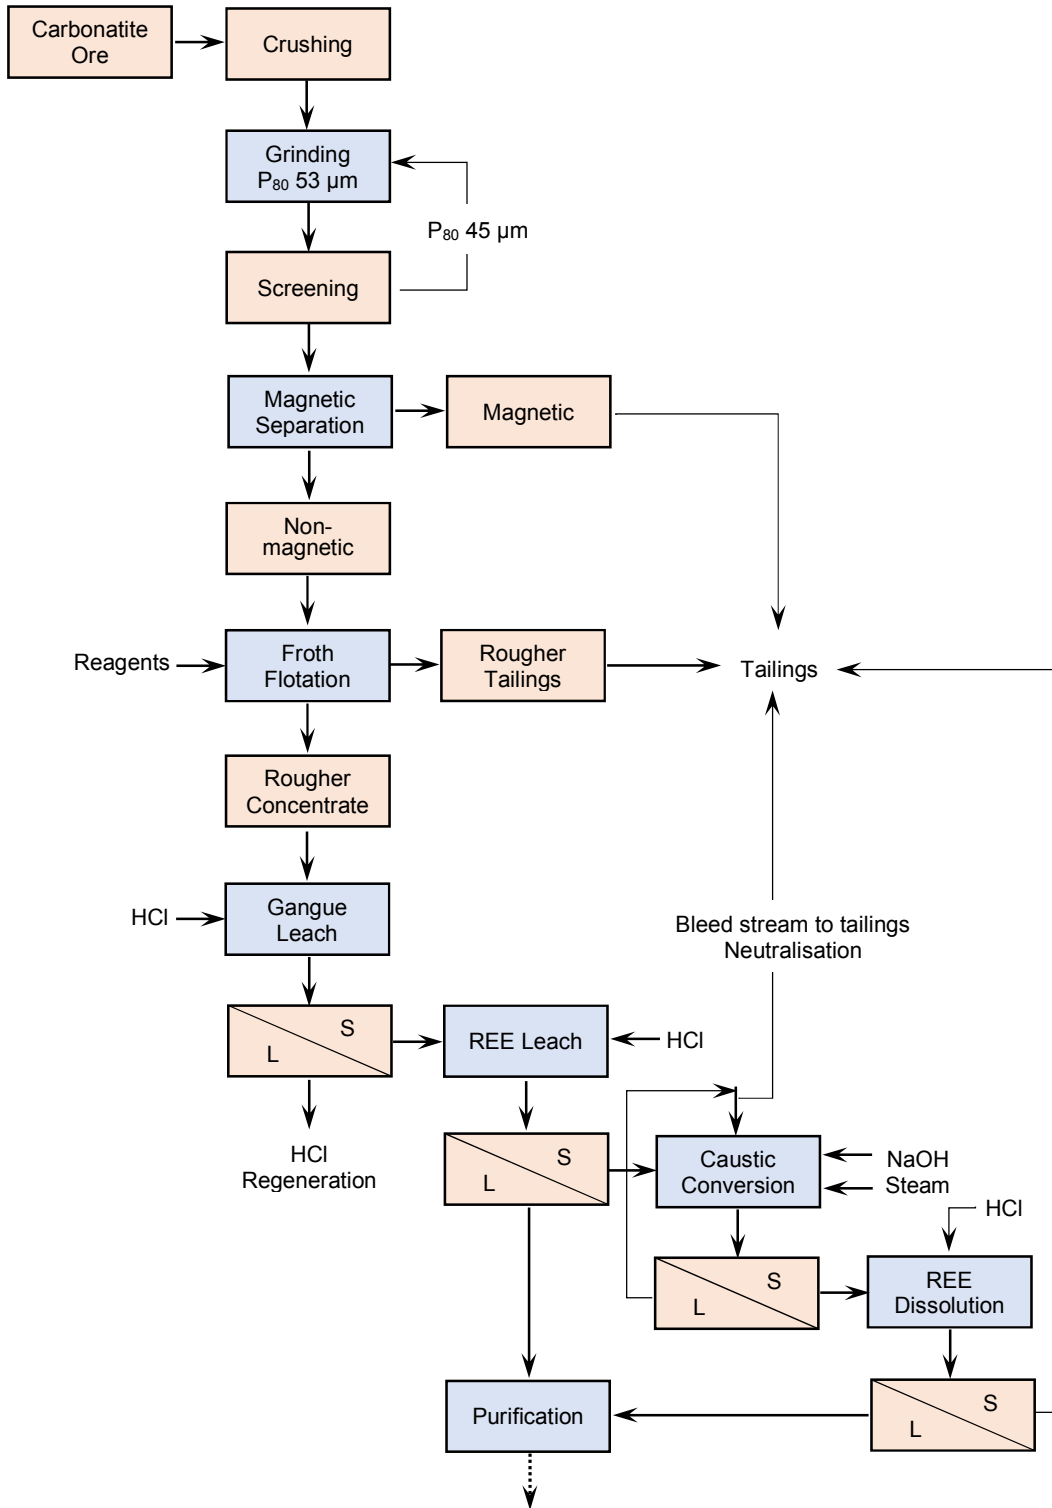 Carbonatite
Ore
Crushing
Grinding
P₈₀ 53 µm
P₈₀ 45 µm
Screening
Magnetic
Separation
Magnetic
Non-
magnetic
Reagents
Froth
Flotation
Rougher
Tailings
Tailings
Rougher
Concentrate
HCl
Gangue
Leach
Bleed stream to tailings
Neutralisation
S
L
REE Leach
HCl
HCl
Regeneration
S
L
Caustic
Conversion
NaOH
Steam
HCl
S
L
REE
Dissolution
Purification
S
L